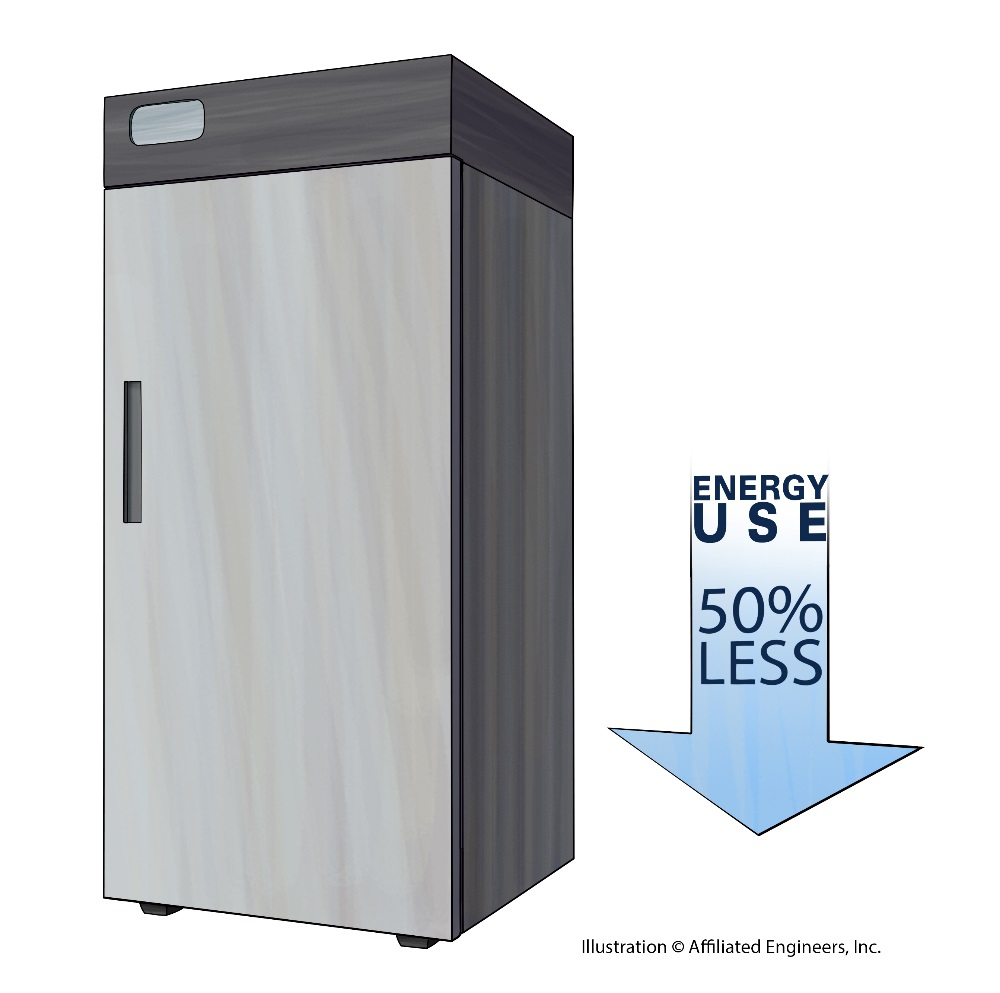 ENERGY
USE
50%
LESS
Illustration © Affiliated Engineers, Inc.